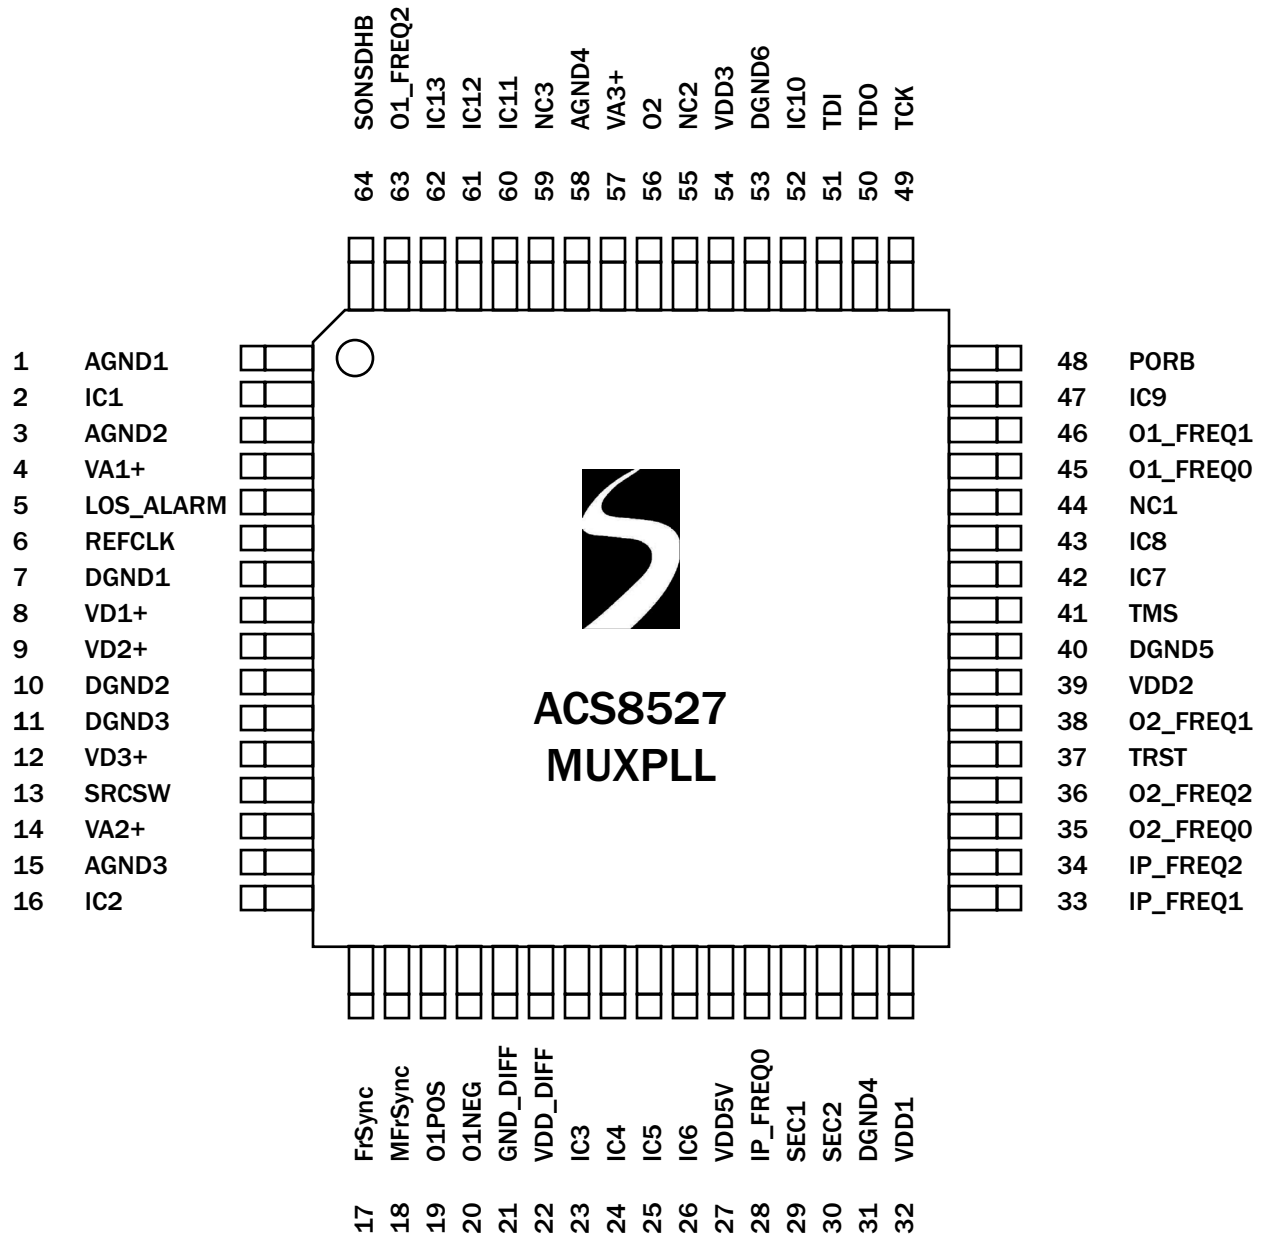 SONSDHB O1_FREQ2 IC13 IC12 IC11 NC3 AGND4 VA3+ O2 NC2 VDD3 DGND6 IC10 TDI TDO TCK
64 63 62 61 60 59 58 57 56 55 54 53 52 51 50 49
1 AGND1
2 IC1
3 AGND2
4 VA1+
5 LOS_ALARM
6 REFCLK
7 DGND1
8 VD1+
9 VD2+
10 DGND2
11 DGND3
12 VD3+
13 SRCSW
14 VA2+
15 AGND3
16 IC2
ACS8527
MUXPLL
48 PORB
47 IC9
46 O1_FREQ1
45 O1_FREQ0
44 NC1
43 IC8
42 IC7
41 TMS
40 DGND5
39 VDD2
38 O2_FREQ1
37 TRST
36 O2_FREQ2
35 O2_FREQ0
34 IP_FREQ2
33 IP_FREQ1
FrSync MFrSync O1POS O1NEG GND_DIFF VDD_DIFF IC3 IC4 IC5 IC6 VDD5V IP_FREQ0 SEC1 SEC2 DGND4 VDD1
17 18 19 20 21 22 23 24 25 26 27 28 29 30 31 32